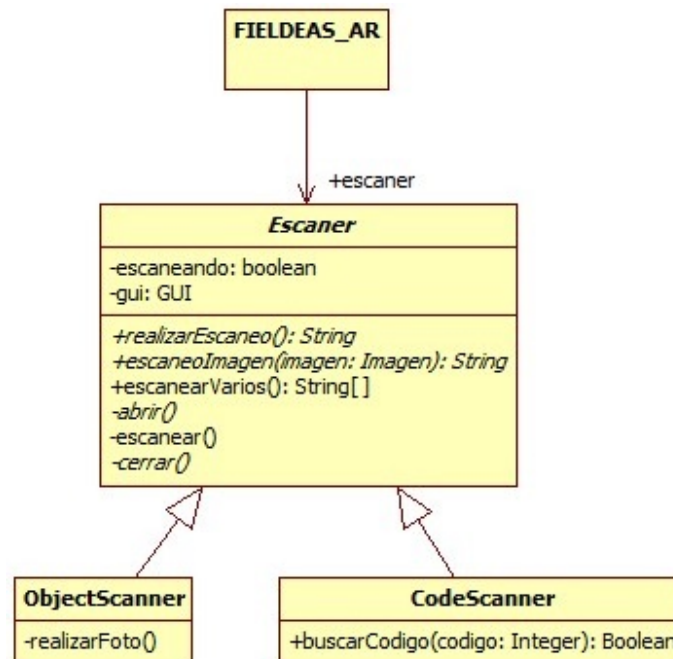 FIELDEAS_AR
+escaner
Escaner
-escaneando: boolean
-gui: GUI
+realizarEscaneo(): String
+escaneoImagen(imagen: Imagen): String
+escanearVarios(): String[]
-abrir()
-escanear()
-cerrar()
ObjectScanner
-realizarFoto()
CodeScanner
+buscarCodigo(codigo: Integer): Boolean